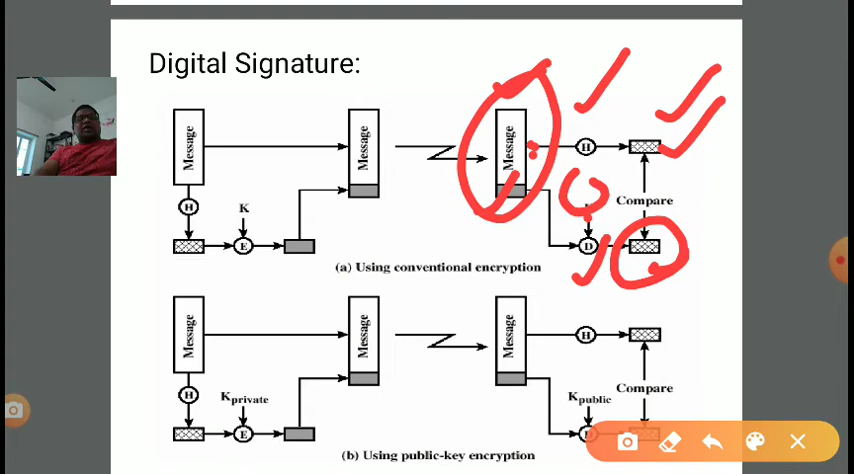 Digital Signature:
Message
Message
Message
H
H
K
Compare
E
D
(a) Using conventional encryption
Message
Message
Message
H
H
Kprivate
Kpublic
Compare
E
(b) Using public-key encryption